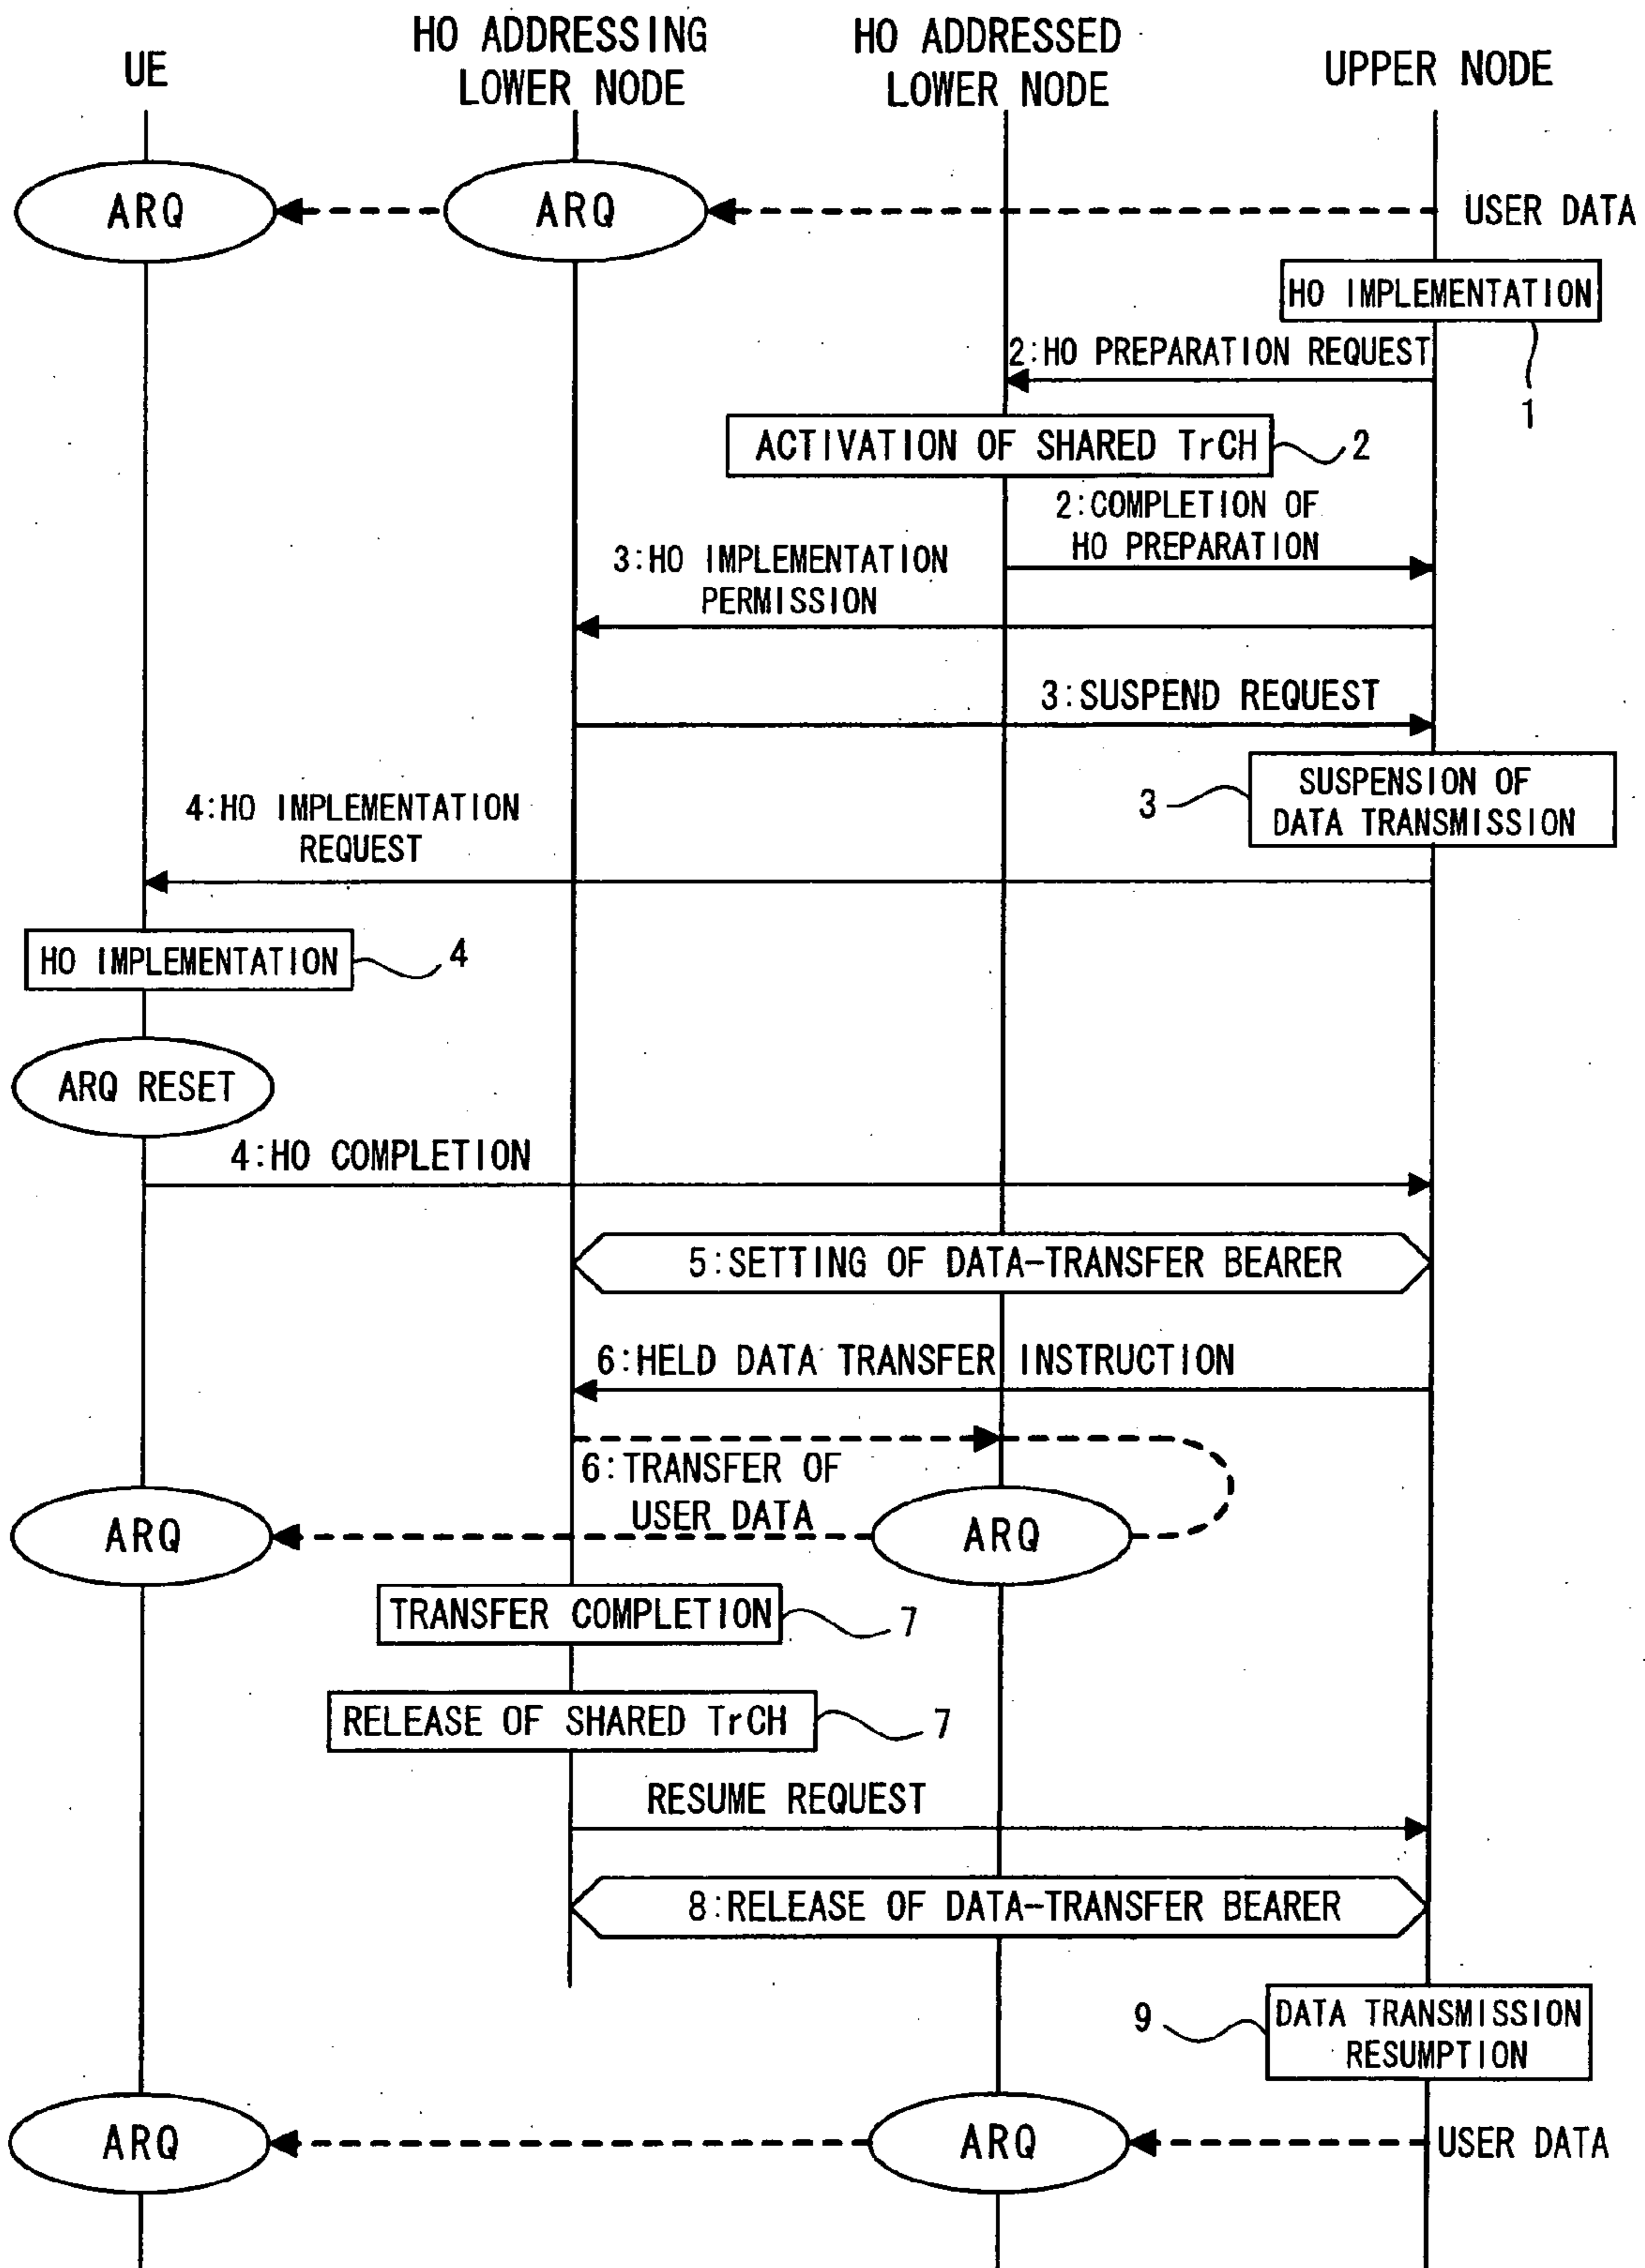 UE
HO ADDRESSING
LOWER NODE
HO ADDRESSED
LOWER NODE
UPPER NODE
ARQ
ARQ
USER DATA
HO IMPLEMENTATION
1
2:HO PREPARATION REQUEST
ACTIVATION OF SHARED TrCH
2
2:COMPLETION OF
HO PREPARATION
3:HO IMPLEMENTATION
PERMISSION
3:SUSPEND REQUEST
SUSPENSION OF
DATA TRANSMISSION
3
4:HO IMPLEMENTATION
REQUEST
HO IMPLEMENTATION
4
ARQ RESET
4:HO COMPLETION
5:SETTING OF DATA-TRANSFER BEARER
6:HELD DATA TRANSFER INSTRUCTION
6:TRANSFER OF
USER DATA
ARQ
ARQ
TRANSFER COMPLETION
7
RELEASE OF SHARED TrCH
7
RESUME REQUEST
8:RELEASE OF DATA-TRANSFER BEARER
9
DATA TRANSMISSION
RESUMPTION
ARQ
ARQ
USER DATA